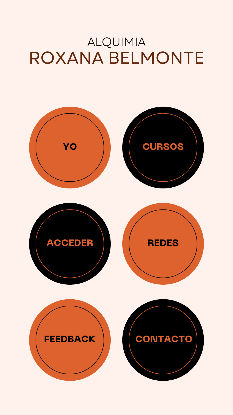 ALQUIMIA
ROXANA BELMONTE
YO
CURSOS
ACCEDER
REDES
FEEDBACK
CONTACTO